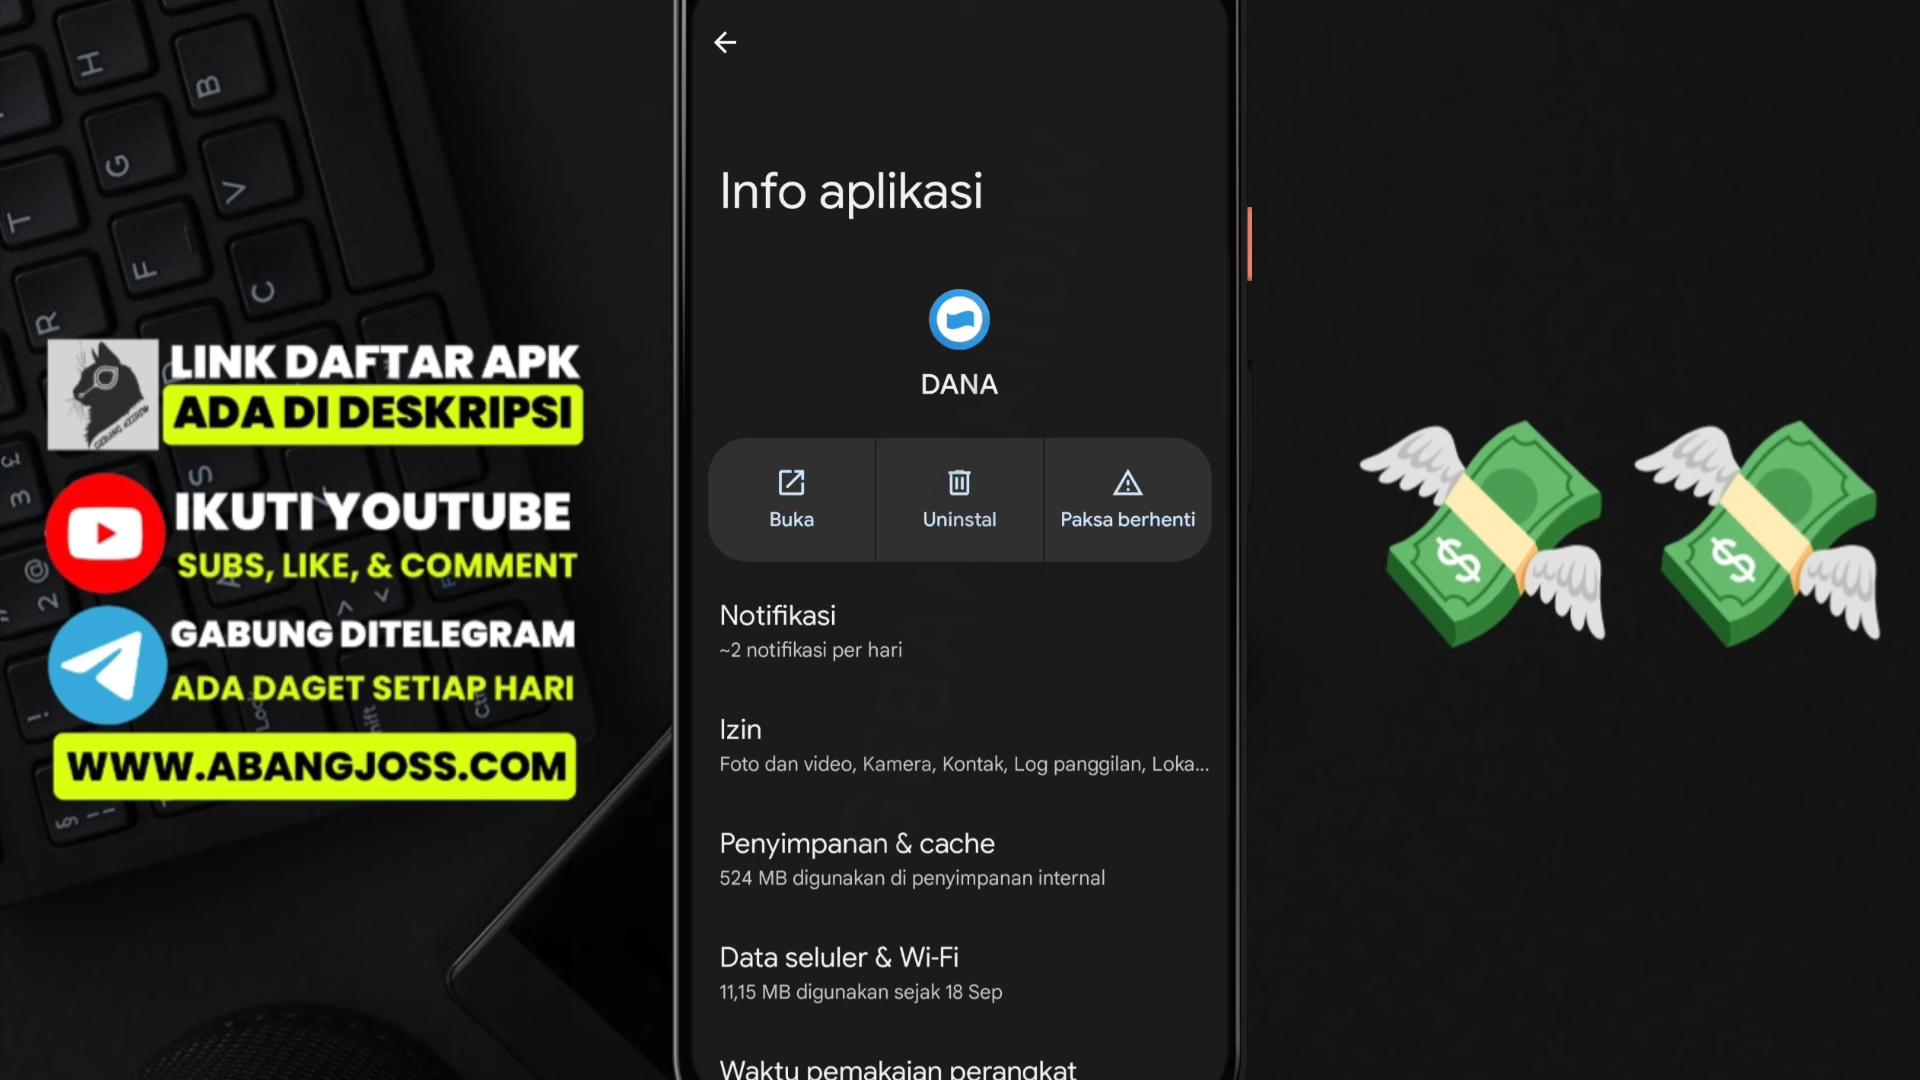 LINK DAFTAR APK
ADA DI DESKRIPSI
IKUTI YOUTUBE
SUBS, LIKE, & COMMENT
GABUNG DITELEGRAM
ADA DAGET SETIAP HARI
WWW.ABANGJOSS.COM
Info aplikasi
DANA
Buka
Uninstal
Paksa berhenti
Notifikasi
~2 notifikasi per hari
Izin
Foto dan video, Kamera, Kontak, Log panggilan, Loka...
Penyimpanan & cache
524 MB digunakan di penyimpanan internal
Data seluler & Wi-Fi
11,15 MB digunakan sejak 18 Sep
Waktu pemakaian perangkat
H
B
G
V
T
F
C
R
S